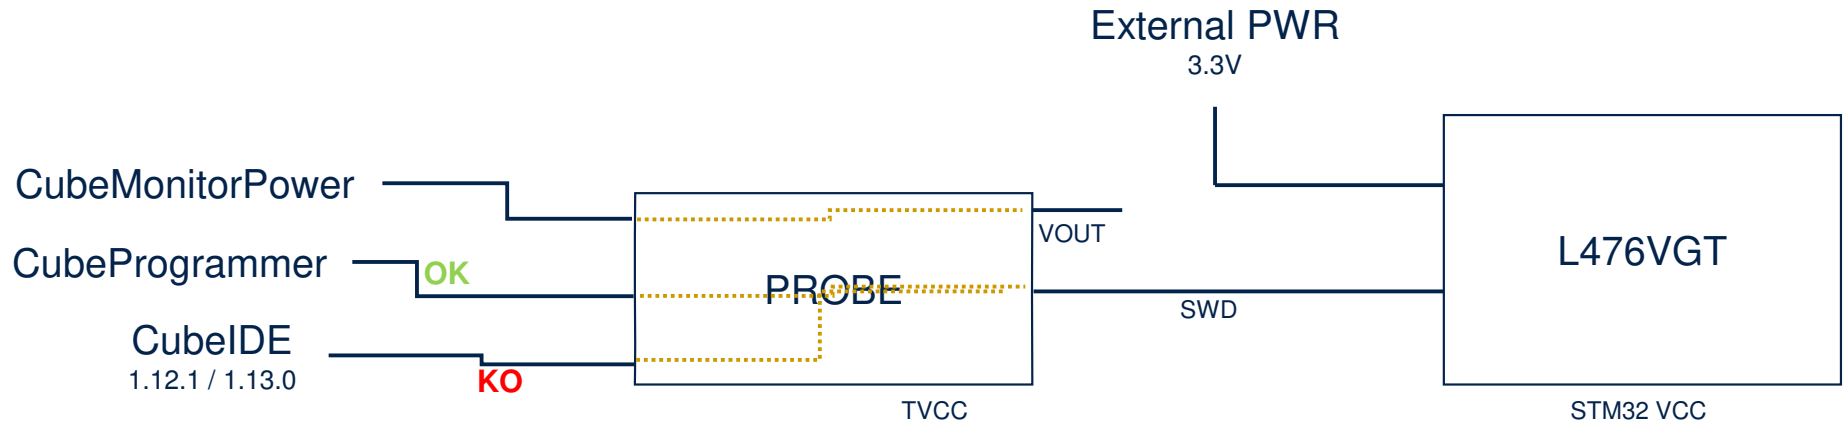 External PWR
3.3V
CubeMonitorPower
VOUT
CubeProgrammer
OK
PROBE
L476VGT
SWD
CubeIDE
1.12.1 / 1.13.0
KO
TVCC
STM32 VCC